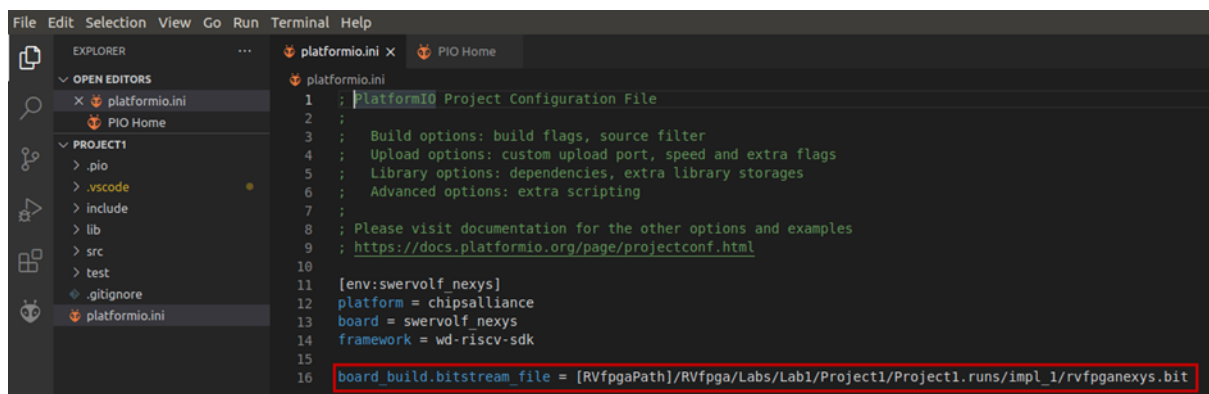 File Edit Selection View Go Run Terminal Help
EXPLORER ...
platformio.ini × PIO Home
OPEN EDITORS
× platformio.ini
PIO Home
PROJECT1
> .pio
> .vscode
> include
> lib
> src
> test
.gitignore
platformio.ini
platformio.ini
1 ; PlatformIO Project Configuration File
2 ;
3 ;   Build options: build flags, source filter
4 ;   Upload options: custom upload port, speed and extra flags
5 ;   Library options: dependencies, extra library storages
6 ;   Advanced options: extra scripting
7 ;
8 ; Please visit documentation for the other options and examples
9 ; https://docs.platformio.org/page/projectconf.html
10
11 [env:swervolf_nexys]
12 platform = chipsalliance
13 board = swervolf_nexys
14 framework = wd-riscv-sdk
15
16 board_build.bitstream_file = [RVfpgaPath]/RVfpga/Labs/Lab1/Project1/Project1.runs/impl_1/rvfpganexys.bit